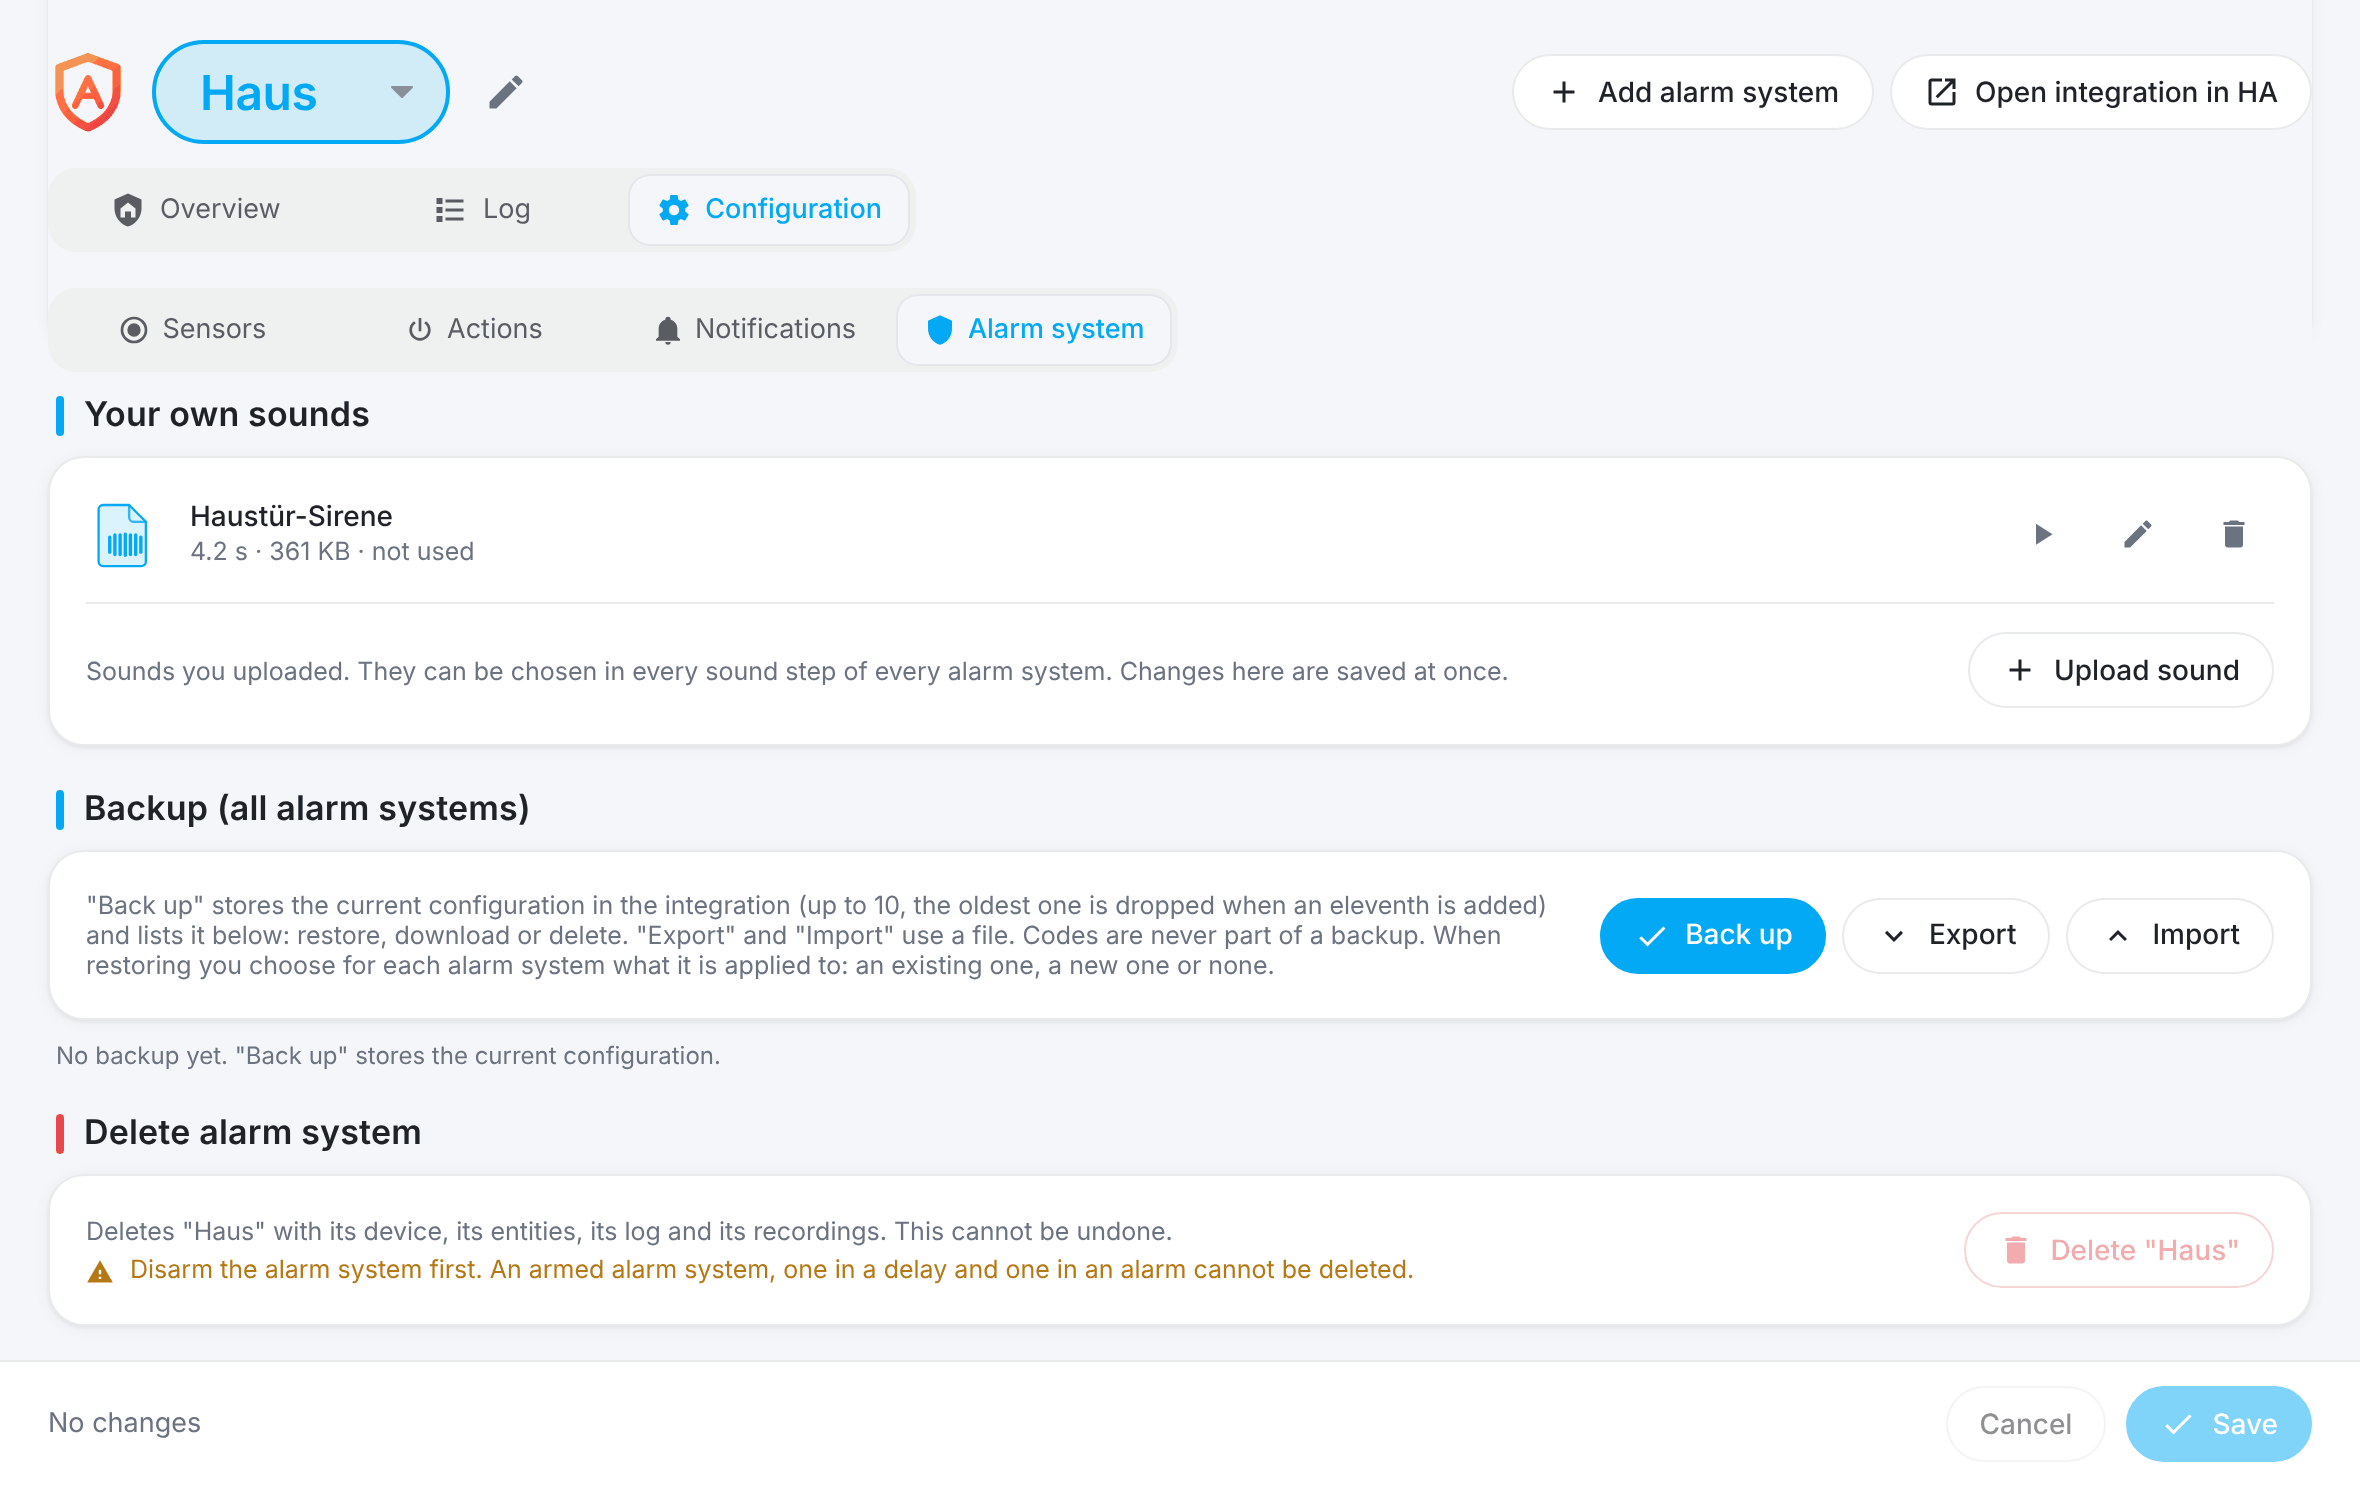 Haus
Add alarm system
Open integration in HA
Overview
Log
Configuration
Sensors
Actions
Notifications
Alarm system
Your own sounds
Haustür-Sirene
4.2 s · 361 KB · not used
Sounds you uploaded. They can be chosen in every sound step of every alarm system. Changes here are saved at once.
Upload sound
Backup (all alarm systems)
"Back up" stores the current configuration in the integration (up to 10, the oldest one is dropped when an eleventh is added)
and lists it below: restore, download or delete. "Export" and "Import" use a file. Codes are never part of a backup. When
restoring you choose for each alarm system what it is applied to: an existing one, a new one or none.
Back up
Export
Import
No backup yet. "Back up" stores the current configuration.
Delete alarm system
Deletes "Haus" with its device, its entities, its log and its recordings. This cannot be undone.
Disarm the alarm system first. An armed alarm system, one in a delay and one in an alarm cannot be deleted.
Delete "Haus"
No changes
Cancel
Save